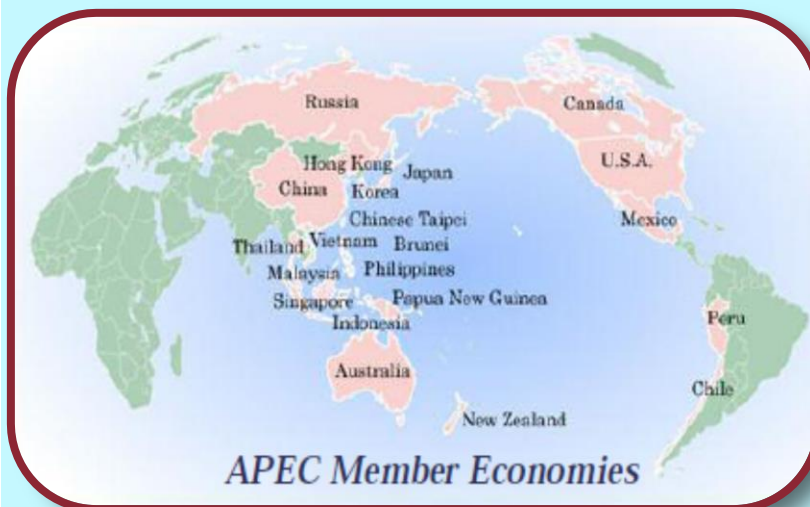 Russia
Canada
Hong Kong
Japan
U.S.A.
China
Korea
Chinese Taipei
Mexico
Thailand
Vietnam
Brunei
Malaysia
Philippines
Singapore
Papua New Guinea
Indonesia
Peru
Australia
Chile
New Zealand
APEC Member Economies